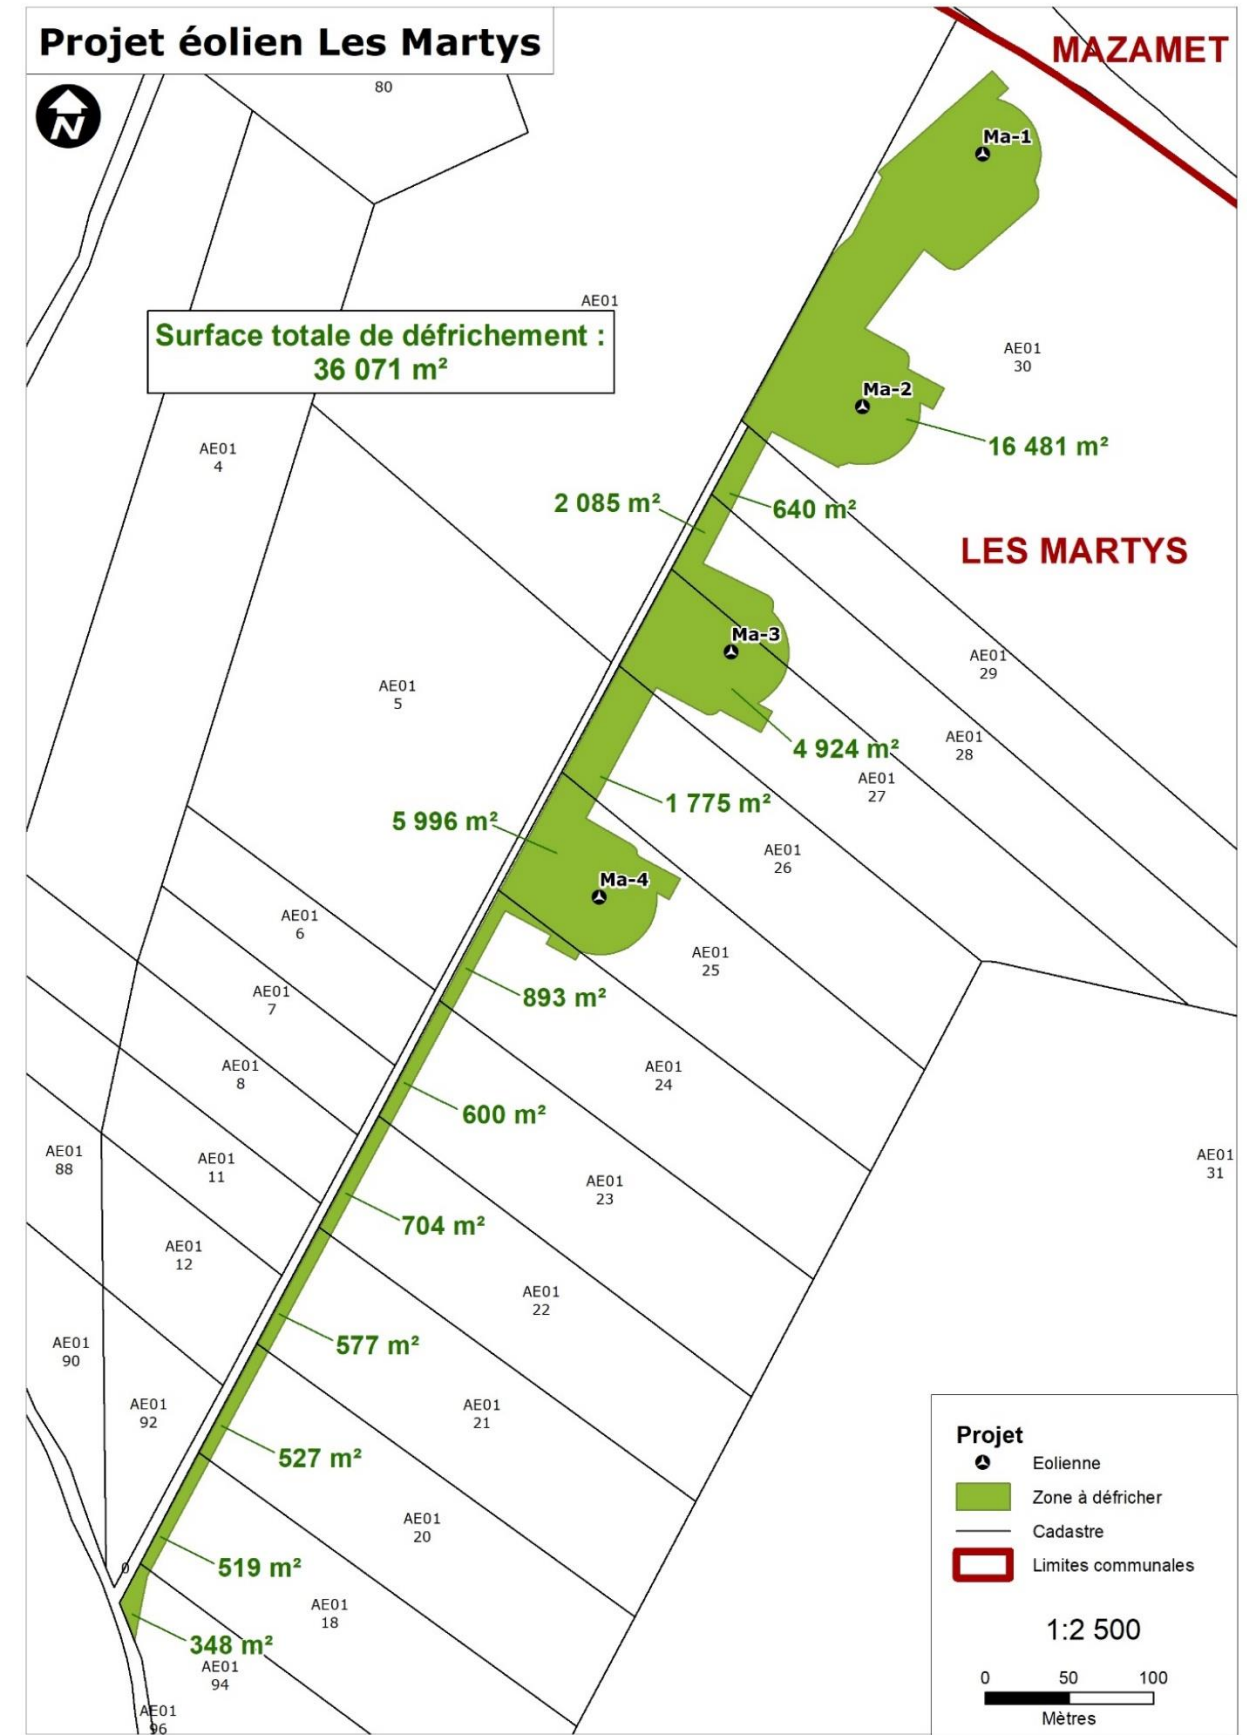 Projet éolien Les Martys
MAZAMET
N
80
Ma-1
AE01
Surface totale de défrichement :
36 071 m²
AE01
30
Ma-2
16 481 m²
AE01
4
2 085 m²
640 m²
LES MARTYS
Ma-3
AE01
29
AE01
5
4 924 m²
AE01
28
AE01
27
1 775 m²
5 996 m²
AE01
26
Ma-4
AE01
6
AE01
25
893 m²
AE01
7
AE01
8
AE01
24
600 m²
AE01
88
AE01
11
AE01
31
AE01
23
704 m²
AE01
12
AE01
22
577 m²
AE01
90
AE01
92
AE01
21
527 m²
AE01
20
0
519 m²
AE01
18
348 m²
AE01
94
AE01
96
Projet
Eolienne
Zone à défricher
Cadastre
Limites communales
1:2 500
0 50 100
Mètres